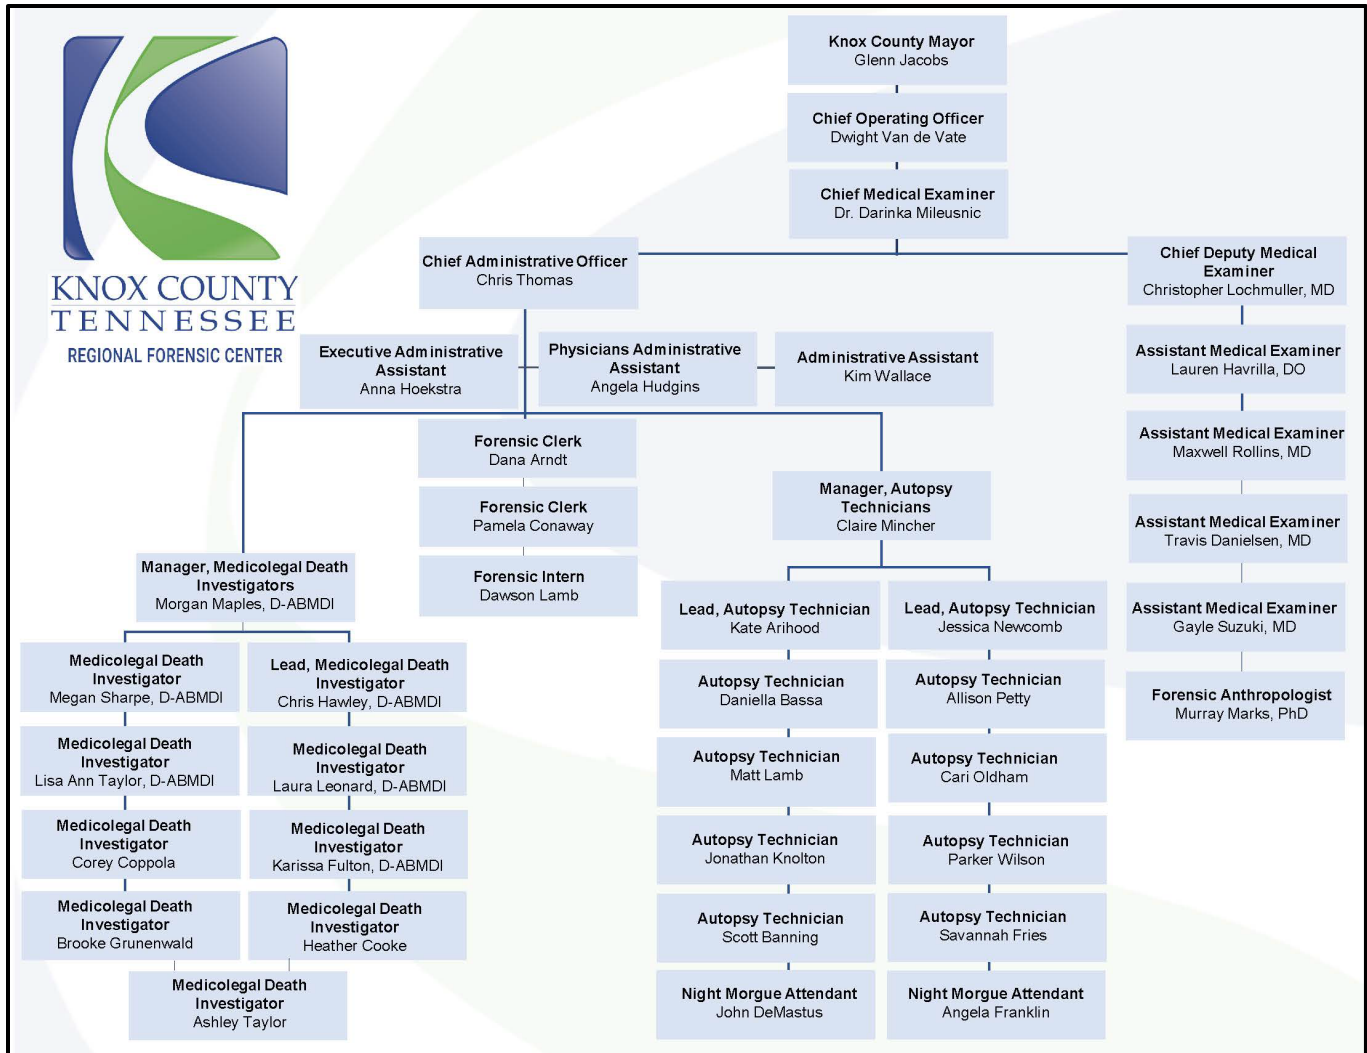 KNOX COUNTY
TENNESSEE
REGIONAL FORENSIC CENTER
Knox County Mayor
Glenn Jacobs
Chief Operating Officer
Dwight Van de Vate
Chief Medical Examiner
Dr. Darinka Mileusnic
Chief Administrative Officer
Chris Thomas
Chief Deputy Medical
Examiner
Christopher Lochmuller, MD
Executive Administrative
Assistant
Anna Hoekstra
Physicians Administrative
Assistant
Angela Hudgins
Administrative Assistant
Kim Wallace
Assistant Medical Examiner
Lauren Havrilla, DO
Assistant Medical Examiner
Maxwell Rollins, MD
Assistant Medical Examiner
Travis Danielsen, MD
Assistant Medical Examiner
Gayle Suzuki, MD
Forensic Anthropologist
Murray Marks, PhD
Forensic Clerk
Dana Arndt
Forensic Clerk
Pamela Conaway
Forensic Intern
Dawson Lamb
Manager, Medicolegal Death
Investigators
Morgan Maples, D-ABMDI
Medicolegal Death
Investigator
Megan Sharpe, D-ABMDI
Medicolegal Death
Investigator
Lisa Ann Taylor, D-ABMDI
Medicolegal Death
Investigator
Corey Coppola
Medicolegal Death
Investigator
Brooke Grunenwald
Lead, Medicolegal Death
Investigator
Chris Hawley, D-ABMDI
Medicolegal Death
Investigator
Laura Leonard, D-ABMDI
Medicolegal Death
Investigator
Karissa Fulton, D-ABMDI
Medicolegal Death
Investigator
Heather Cooke
Medicolegal Death
Investigator
Ashley Taylor
Manager, Autopsy
Technicians
Claire Mincher
Lead, Autopsy Technician
Kate Arihood
Autopsy Technician
Daniella Bassa
Autopsy Technician
Matt Lamb
Autopsy Technician
Jonathan Knolton
Autopsy Technician
Scott Banning
Night Morgue Attendant
John DeMastus
Lead, Autopsy Technician
Jessica Newcomb
Autopsy Technician
Allison Petty
Autopsy Technician
Cari Oldham
Autopsy Technician
Parker Wilson
Autopsy Technician
Savannah Fries
Night Morgue Attendant
Angela Franklin